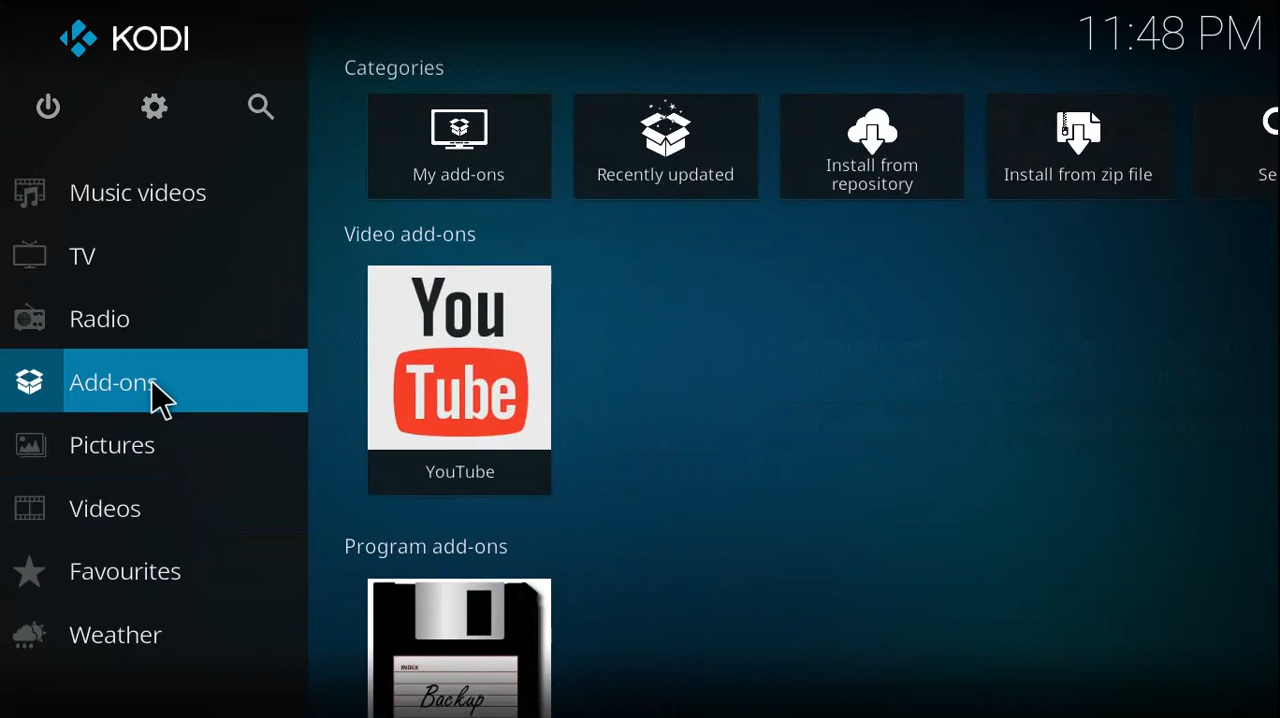 KODI
11:48 PM
Categories
My add-ons
Recently updated
Install from
repository
Install from zip file
Se
Music videos
TV
Radio
Add-ons
Pictures
Videos
Favourites
Weather
Video add-ons
You
Tube
YouTube
Program add-ons
INDEX
Backup